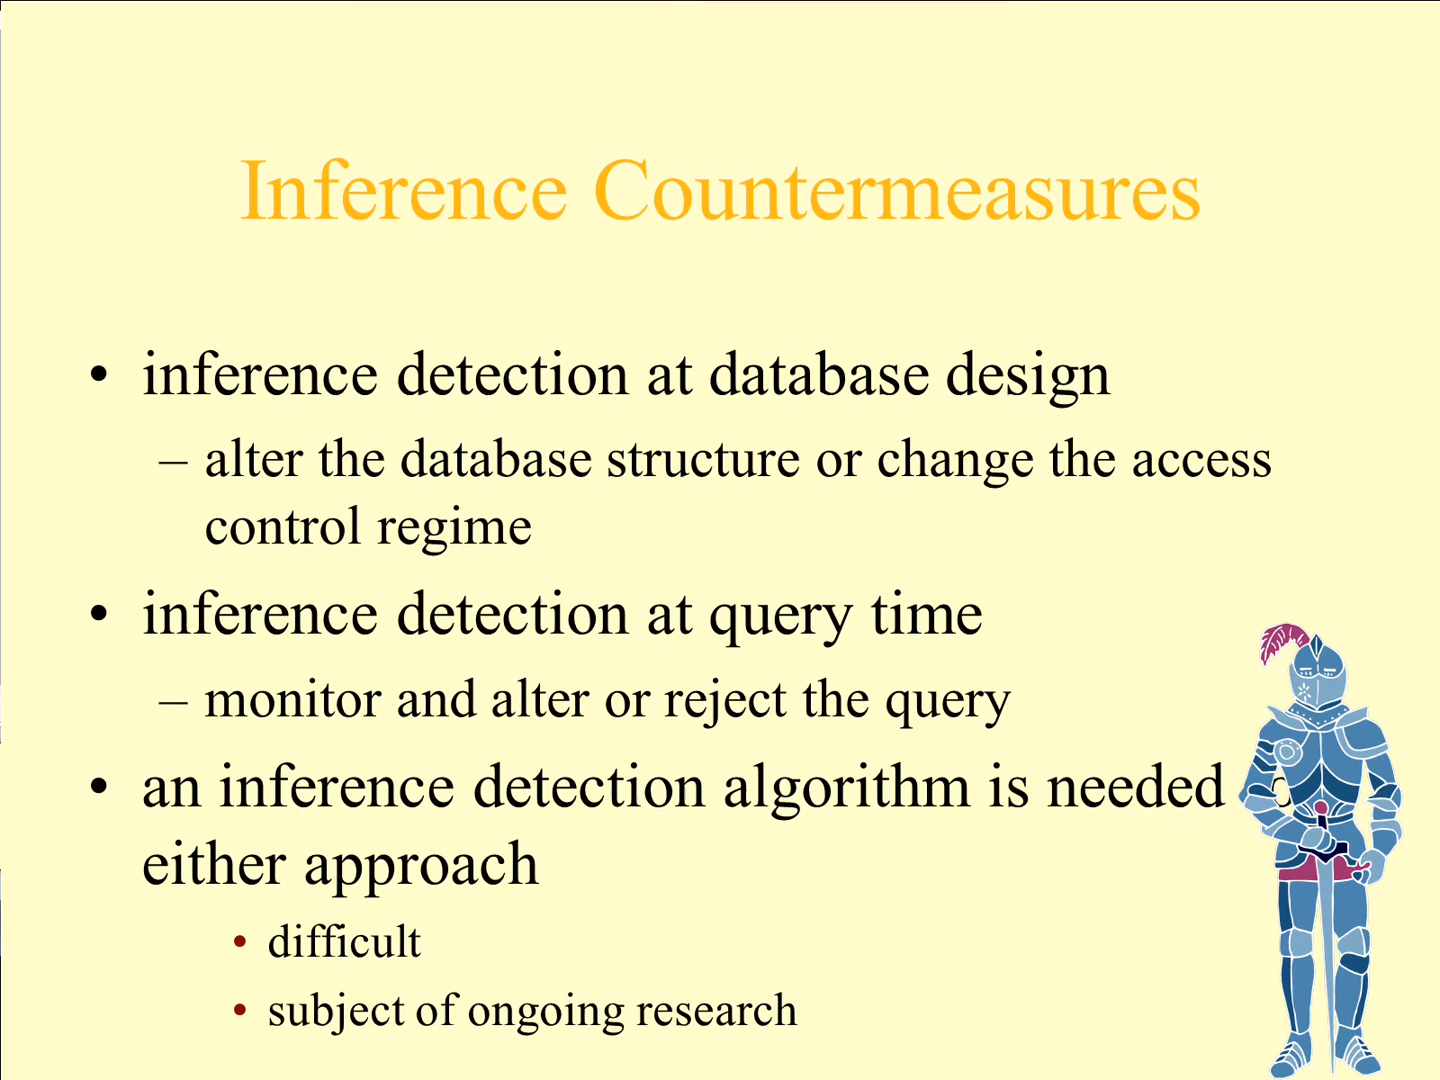 Inference Countermeasures
• inference detection at database design
– alter the database structure or change the access
control regime
• inference detection at query time
– monitor and alter or reject the query
• an inference detection algorithm is needed
either approach
• difficult
• subject of ongoing research